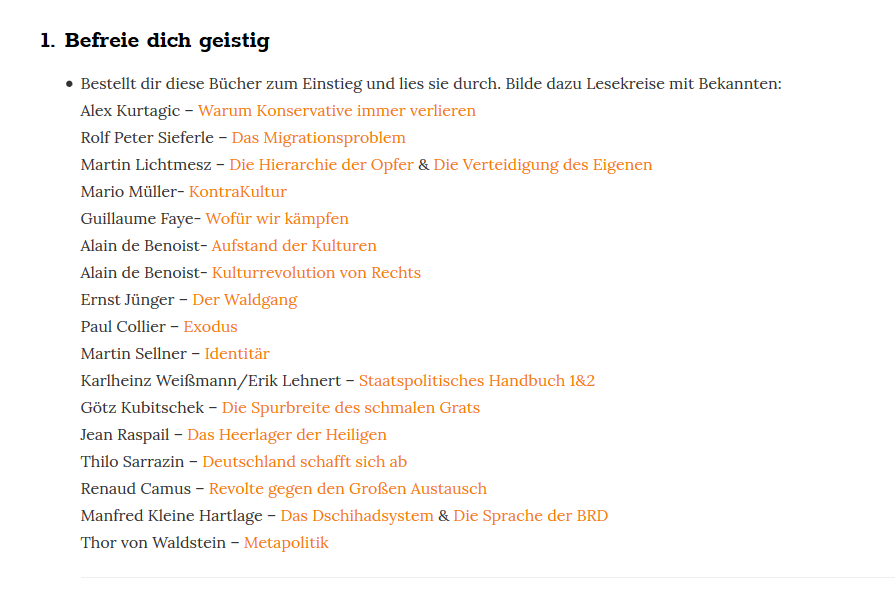 1. Befreie dich geistig
• Bestellt dir diese Bücher zum Einstieg und lies sie durch. Bilde dazu Lesekreise mit Bekannten:
Alex Kurtagic – Warum Konservative immer verlieren
Rolf Peter Sieferle – Das Migrationsproblem
Martin Lichtmesz – Die Hierarchie der Opfer & Die Verteidigung des Eigenen
Mario Müller- KontraKultur
Guillaume Faye- Wofür wir kämpfen
Alain de Benoist- Aufstand der Kulturen
Alain de Benoist- Kulturrevolution von Rechts
Ernst Jünger – Der Waldgang
Paul Collier – Exodus
Martin Sellner – Identitär
Karlheinz Weißmann/Erik Lehnert – Staatspolitisches Handbuch 1&2
Götz Kubitschek – Die Spurbreite des schmalen Grats
Jean Raspail – Das Heerlager der Heiligen
Thilo Sarrazin – Deutschland schafft sich ab
Renaud Camus – Revolte gegen den Großen Austausch
Manfred Kleine Hartlage – Das Dschihadsystem & Die Sprache der BRD
Thor von Waldstein – Metapolitik